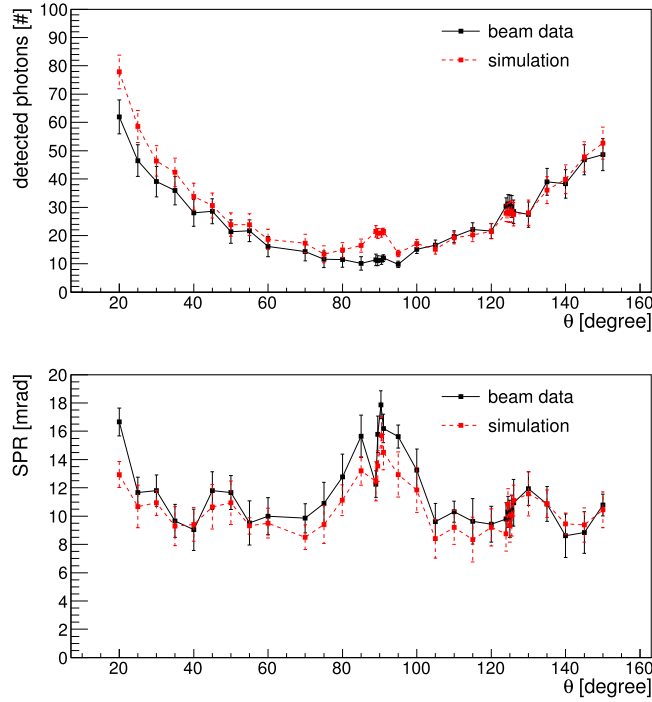 detected photons [#]
100
90
80
70
60
50
40
30
20
10
0
beam data
simulation
20 40 60 80 100 120 140 160
θ [degree]
SPR [mrad]
20
18
16
14
12
10
8
6
4
2
0
beam data
simulation
20 40 60 80 100 120 140 160
θ [degree]